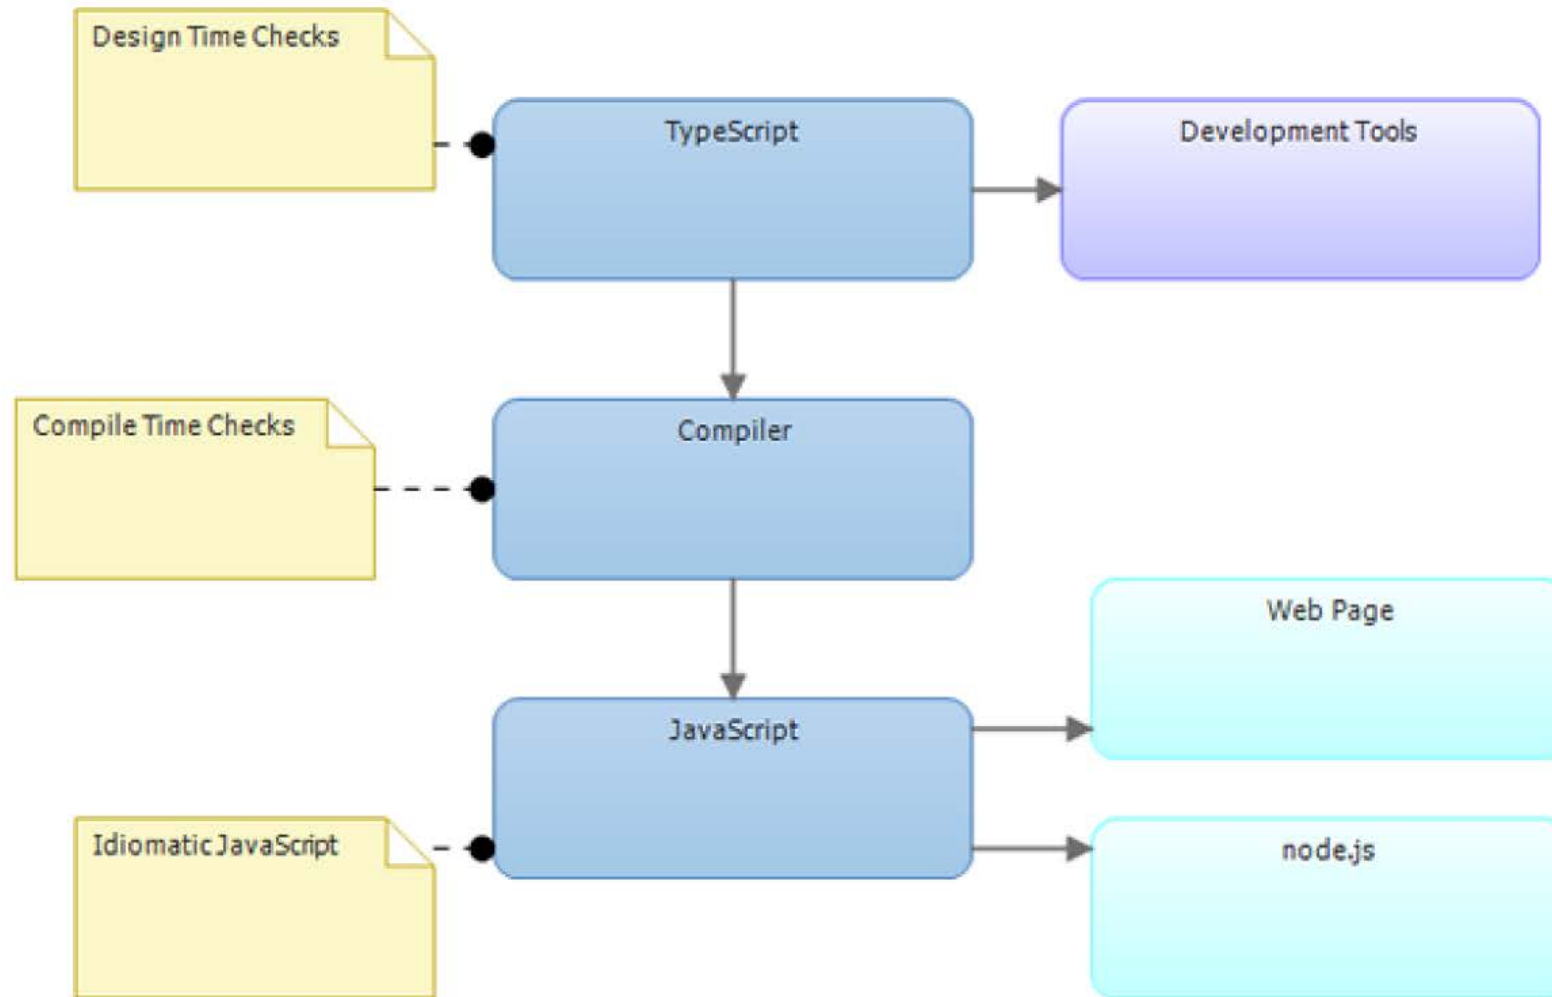 Design Time Checks
TypeScript
Development Tools
Compile Time Checks
Compiler
Web Page
JavaScript
Idiomatic JavaScript
node.js